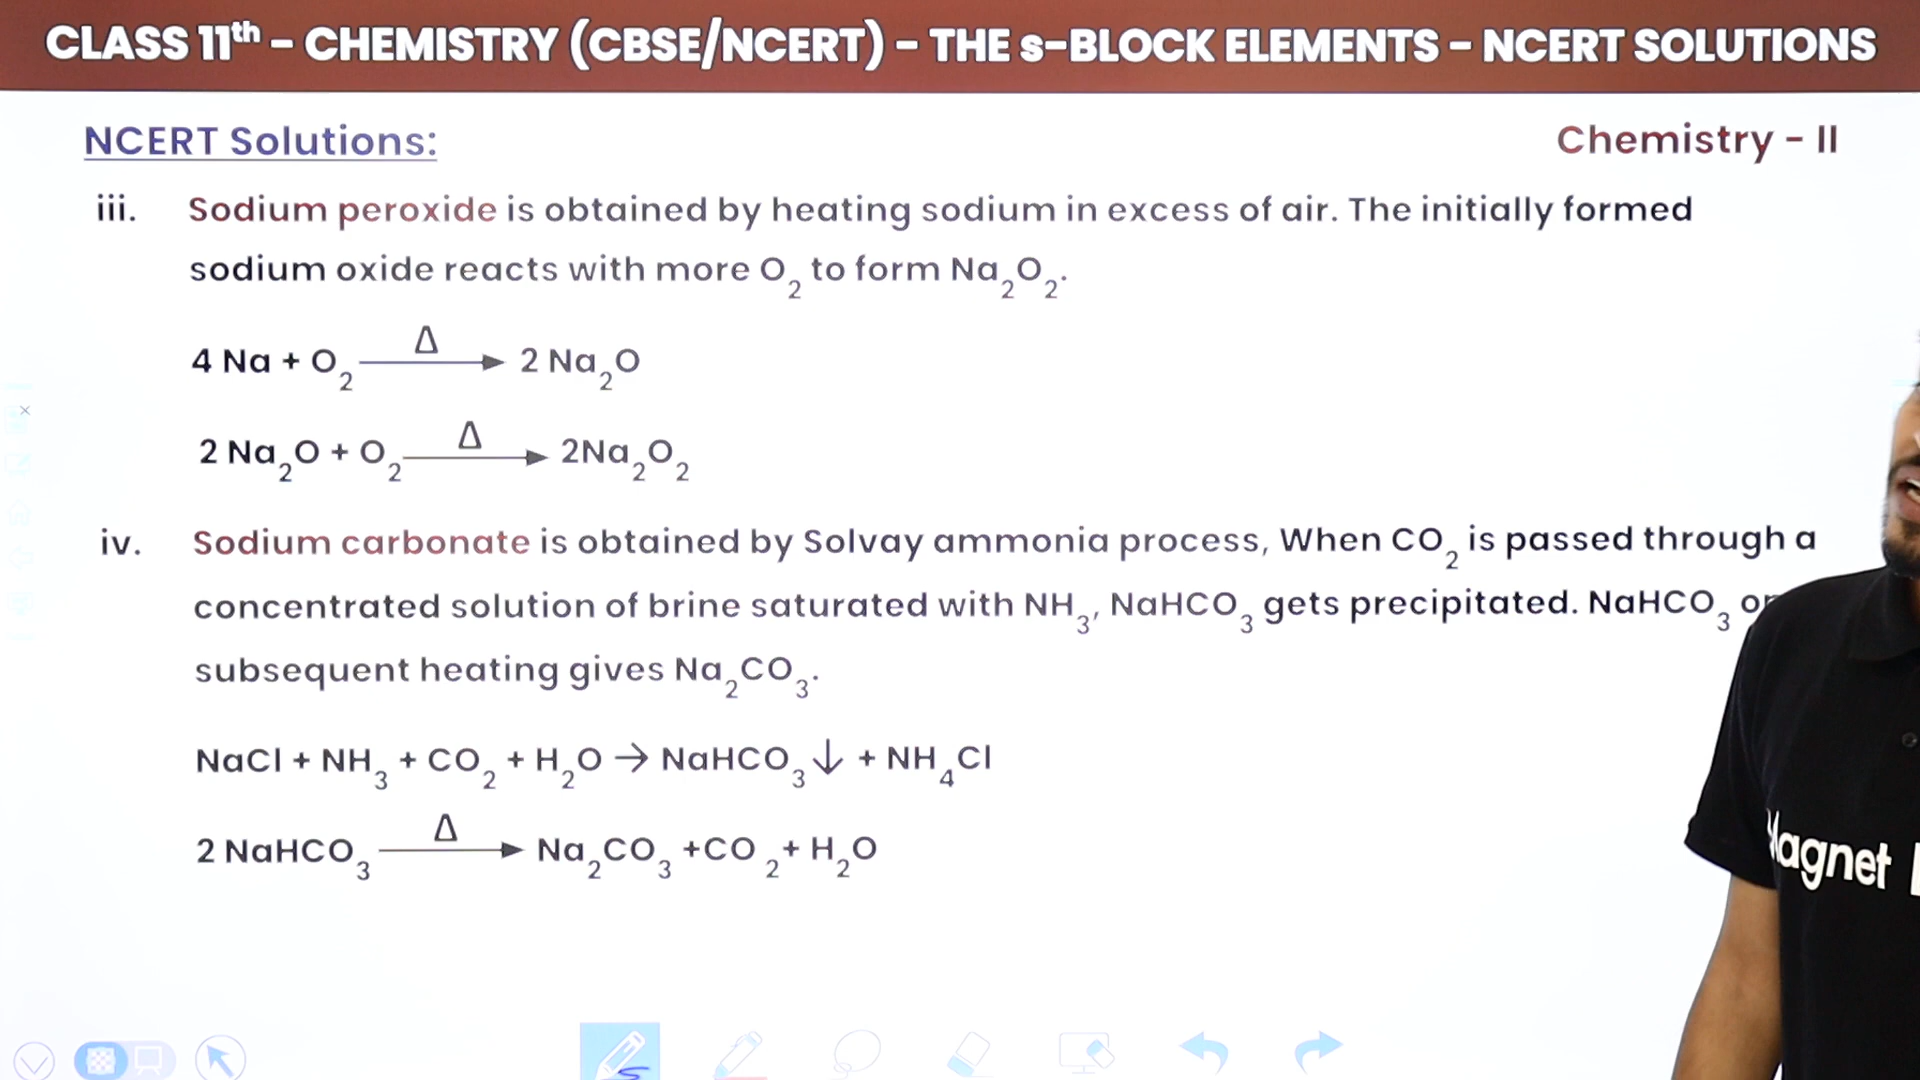 CLASS 11th – CHEMISTRY (CBSE/NCERT) – THE s-BLOCK ELEMENTS – NCERT SOLUTIONS
NCERT Solutions:
Chemistry - II
iii. Sodium peroxide is obtained by heating sodium in excess of air. The initially formed
sodium oxide reacts with more O₂ to form Na₂O₂.
4 Na + O₂ —Δ→ 2 Na₂O
2 Na₂O + O₂ —Δ→ 2Na₂O₂
iv. Sodium carbonate is obtained by Solvay ammonia process, When CO₂ is passed through a
concentrated solution of brine saturated with NH₃, NaHCO₃ gets precipitated. NaHCO₃
subsequent heating gives Na₂CO₃.
NaCl + NH₃ + CO₂ + H₂O → NaHCO₃↓ + NH₄Cl
2 NaHCO₃ —Δ→ Na₂CO₃ +CO₂+ H₂O